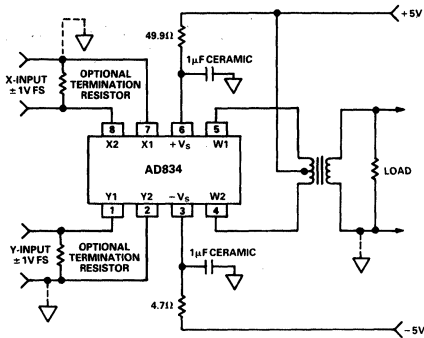 +5V
49.9Ω
1μF CERAMIC
X-INPUT
±1V FS
OPTIONAL
TERMINATION
RESISTOR
8 7 6 5
X2 X1 +VS W1
AD834
Y1 Y2 −VS W2
1 2 3 4
LOAD
Y-INPUT
±1V FS
OPTIONAL
TERMINATION
RESISTOR
1μF CERAMIC
4.7Ω
−5V